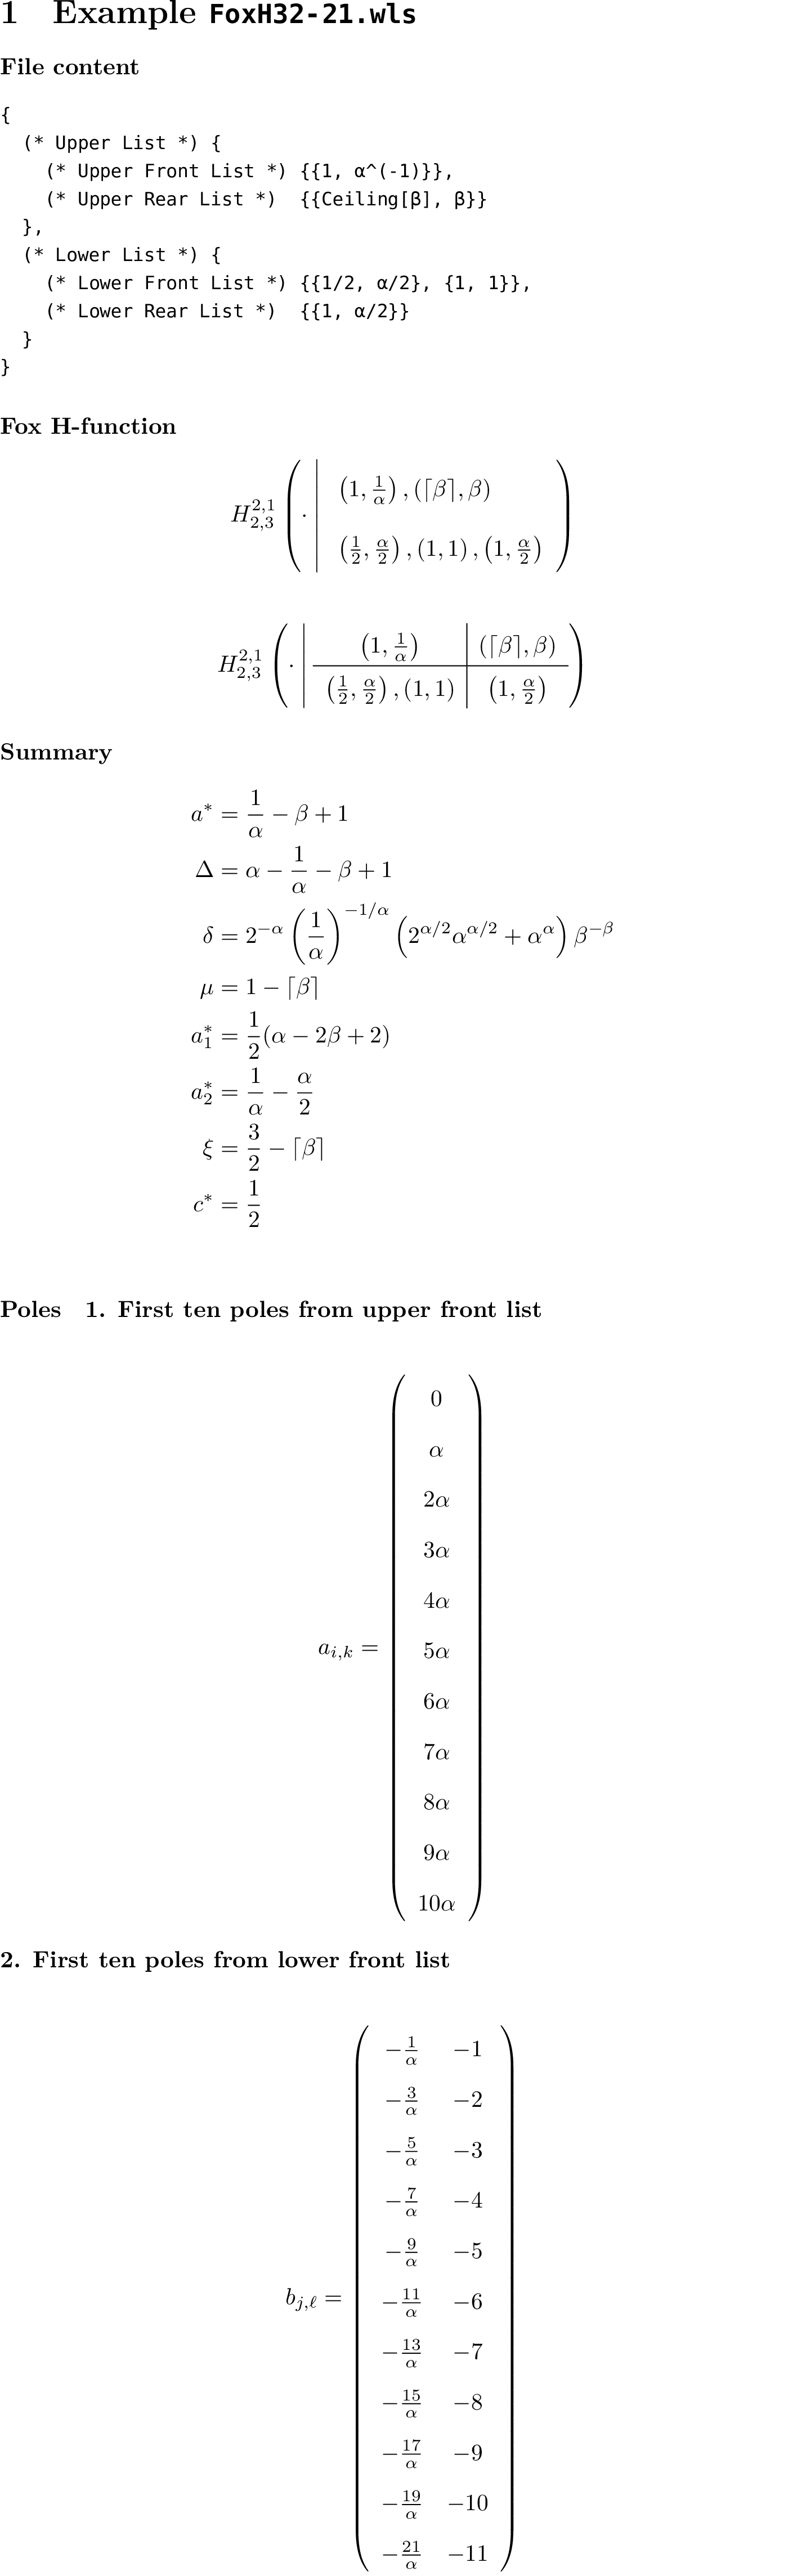 1 Example FoxH32-21.wls
File content
{
(* Upper List *) {
(* Upper Front List *) {{1, α^(-1)}},
(* Upper Rear List *) {{Ceiling[β], β}}
},
(* Lower List *) {
(* Lower Front List *) {{1/2, α/2}, {1, 1}},
(* Lower Rear List *) {{1, α/2}}
}
}
Fox H-function
$H_{2,3}^{2,1}\left(\cdot \middle| \begin{array}{l} \left(1,\frac{1}{\alpha}\right),(\lceil\beta\rceil,\beta) \\ \left(\frac{1}{2},\frac{\alpha}{2}\right),(1,1),\left(1,\frac{\alpha}{2}\right) \end{array}\right)$
$H_{2,3}^{2,1}\left(\cdot \middle| \begin{array}{c|c} \left(1,\frac{1}{\alpha}\right) & (\lceil\beta\rceil,\beta) \\ \hline \left(\frac{1}{2},\frac{\alpha}{2}\right),(1,1) & \left(1,\frac{\alpha}{2}\right) \end{array}\right)$
Summary
$a^* = \frac{1}{\alpha} - \beta + 1$
$\Delta = \alpha - \frac{1}{\alpha} - \beta + 1$
$\delta = 2^{-\alpha}\left(\frac{1}{\alpha}\right)^{-1/\alpha}\left(2^{\alpha/2}\alpha^{\alpha/2} + \alpha^{\alpha}\right)\beta^{-\beta}$
$\mu = 1 - \lceil\beta\rceil$
$a_1^* = \frac{1}{2}(\alpha - 2\beta + 2)$
$a_2^* = \frac{1}{\alpha} - \frac{\alpha}{2}$
$\xi = \frac{3}{2} - \lceil\beta\rceil$
$c^* = \frac{1}{2}$
Poles 1. First ten poles from upper front list
$a_{i,k} = \left(\begin{array}{c} 0 \\ \alpha \\ 2\alpha \\ 3\alpha \\ 4\alpha \\ 5\alpha \\ 6\alpha \\ 7\alpha \\ 8\alpha \\ 9\alpha \\ 10\alpha \end{array}\right)$
2. First ten poles from lower front list
$b_{j,\ell} = \left(\begin{array}{cc} -\frac{1}{\alpha} & -1 \\ -\frac{3}{\alpha} & -2 \\ -\frac{5}{\alpha} & -3 \\ -\frac{7}{\alpha} & -4 \\ -\frac{9}{\alpha} & -5 \\ -\frac{11}{\alpha} & -6 \\ -\frac{13}{\alpha} & -7 \\ -\frac{15}{\alpha} & -8 \\ -\frac{17}{\alpha} & -9 \\ -\frac{19}{\alpha} & -10 \\ -\frac{21}{\alpha} & -11 \end{array}\right)$